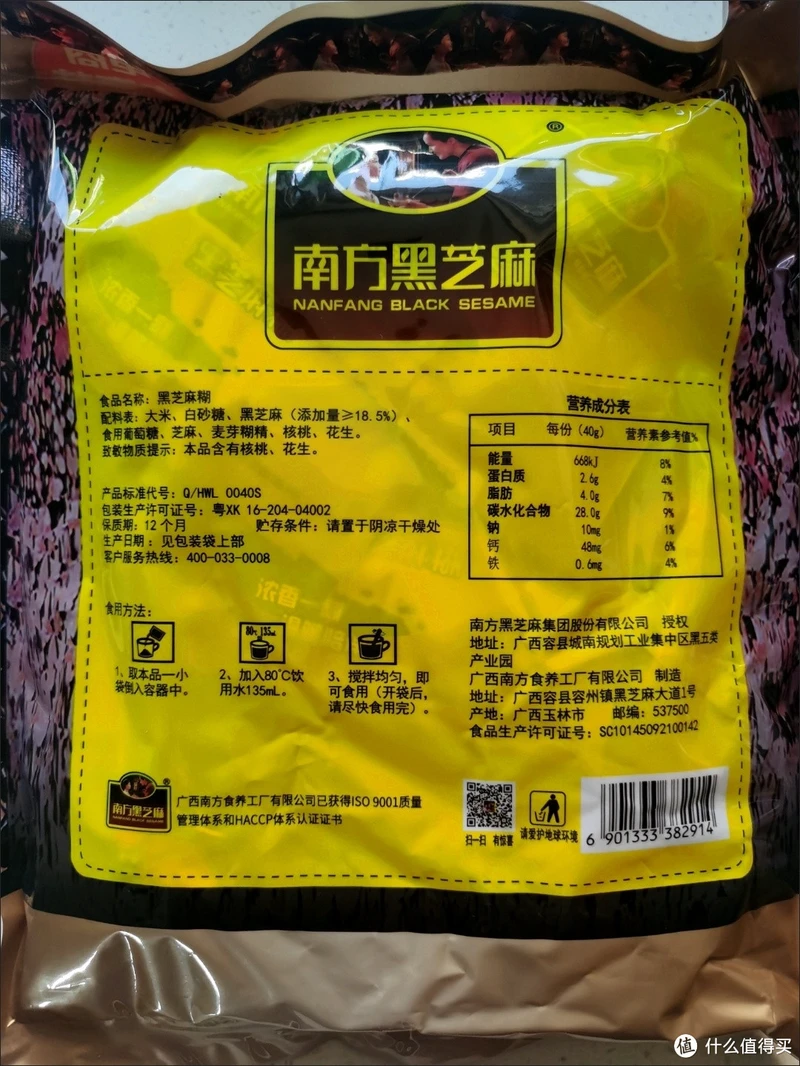 南方黑芝麻
NANFANG BLACK SESAME
®
食品名称：黑芝麻糊
配料表：大米、白砂糖、黑芝麻（添加量≥18.5%）、
食用葡萄糖、芝麻、麦芽糊精、核桃、花生。
致敏物质提示：本品含有核桃、花生。
产品标准代号：Q/HWL 0040S
包装生产许可证号：粤XK 16-204-04002
保质期：12个月 贮存条件：请置于阴凉干燥处
生产日期：见包装袋上部
客户服务热线：400-033-0008
营养成分表
项目 每份（40g） 营养素参考值%
能量 668kJ 8%
蛋白质 2.6g 4%
脂肪 4.0g 7%
碳水化合物 28.0g 9%
钠 10mg 1%
钙 48mg 6%
铁 0.6mg 4%
食用方法：
80℃ 135mL
1、取本品一小
袋倒入容器中。
2、加入80℃饮
用水135mL。
3、搅拌均匀，即
可食用（开袋后，
请尽快食用完）。
南方黑芝麻集团股份有限公司 授权
地址：广西容县城南规划工业集中区黑五类
产业园
广西南方食养工厂有限公司 制造
地址：广西容县容州镇黑芝麻大道1号
产地：广西玉林市 邮编：537500
食品生产许可证号：SC10145092100142
南方黑芝麻
NANFANG BLACK SESAME
®
广西南方食养工厂有限公司已获得ISO 9001质量
管理体系和HACCP体系认证证书
扫一扫 有惊喜
请爱护地球环境
6 901333 382914
值 什么值得买